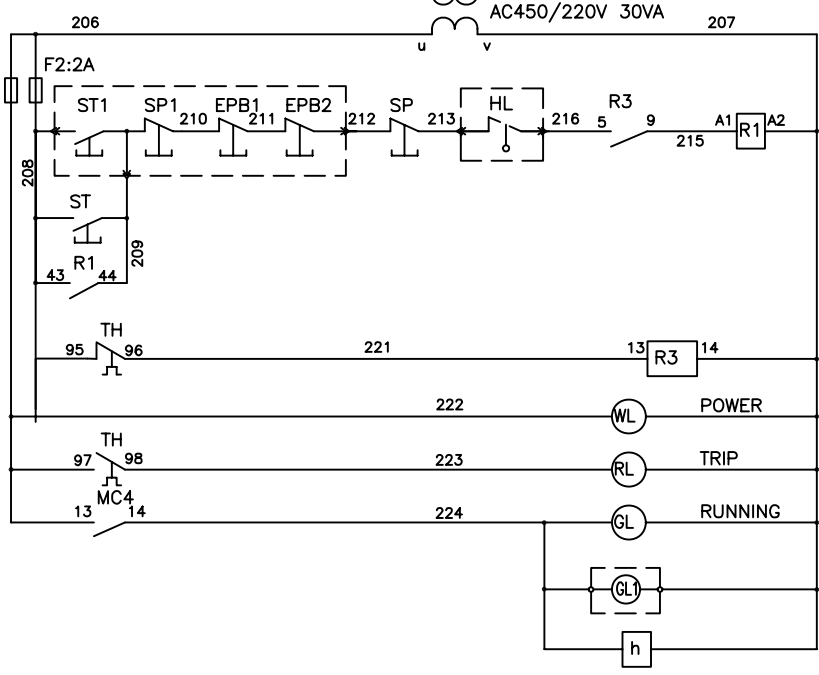 AC450/220V 30VA
206
207
u
v
F2:2A
ST1
SP1
EPB1
EPB2
SP
HL
R3
210
211
212
213
216
5
9
215
A1
R1
A2
208
ST
209
R1
43
44
TH
95
96
221
13
R3
14
222
WL
POWER
TH
97
98
223
RL
TRIP
MC4
13
14
224
GL
RUNNING
GL1
h